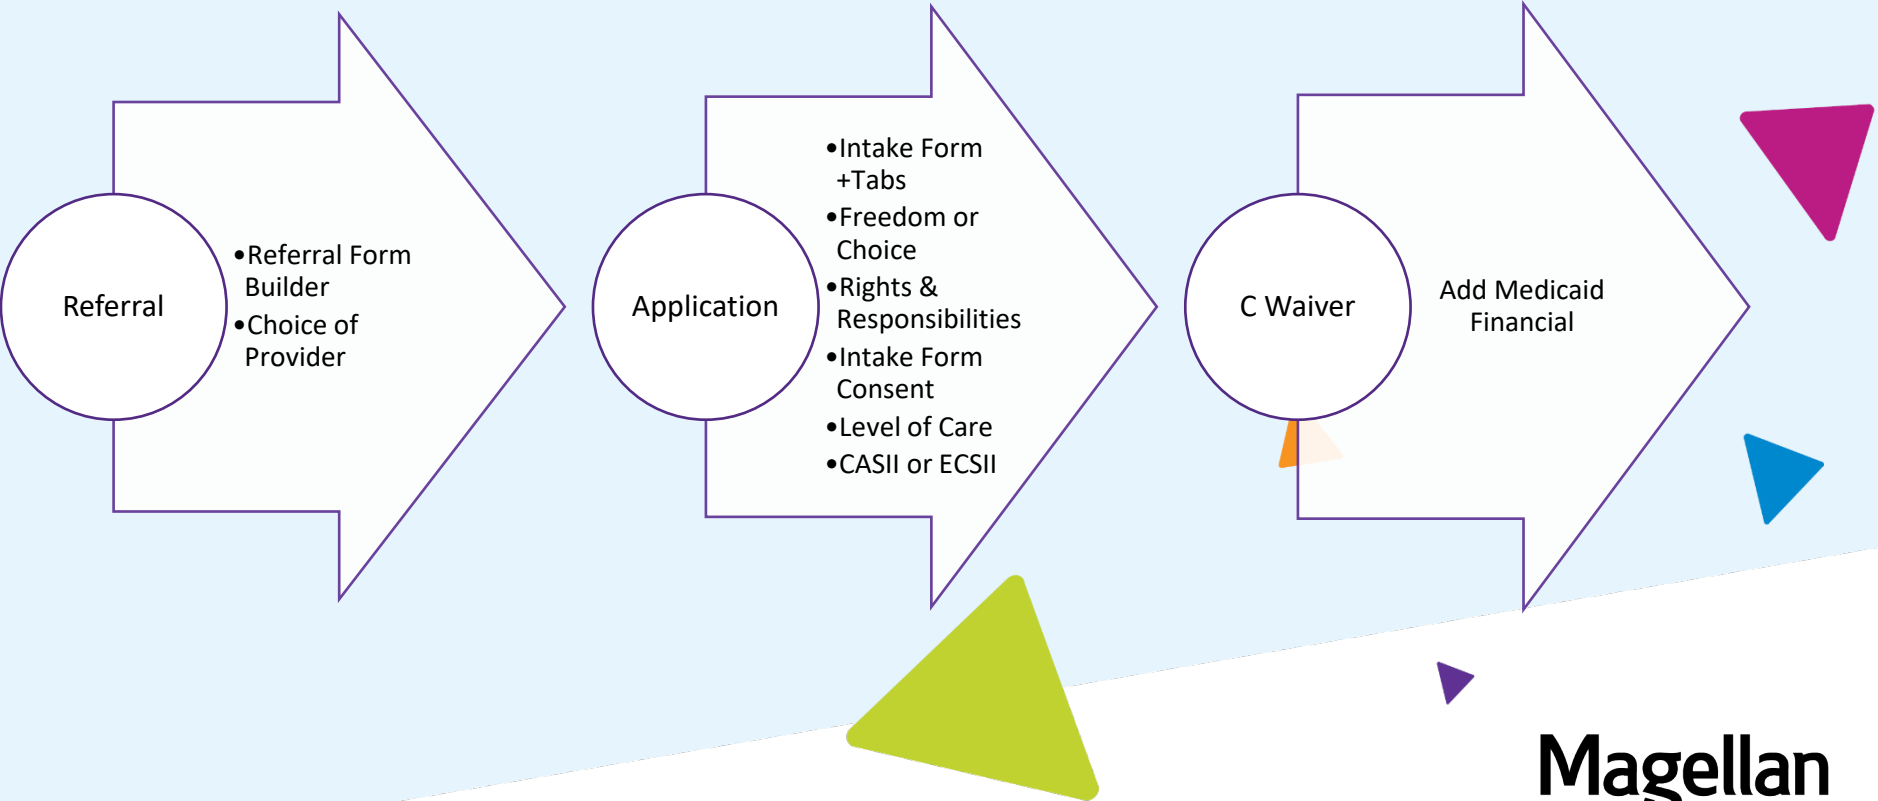 Referral
•Referral Form
Builder
•Choice of
Provider
Application
•Intake Form
+Tabs
•Freedom or
Choice
•Rights &
Responsibilities
•Intake Form
Consent
•Level of Care
•CASII or ECSII
C Waiver
Add Medicaid
Financial
Magellan